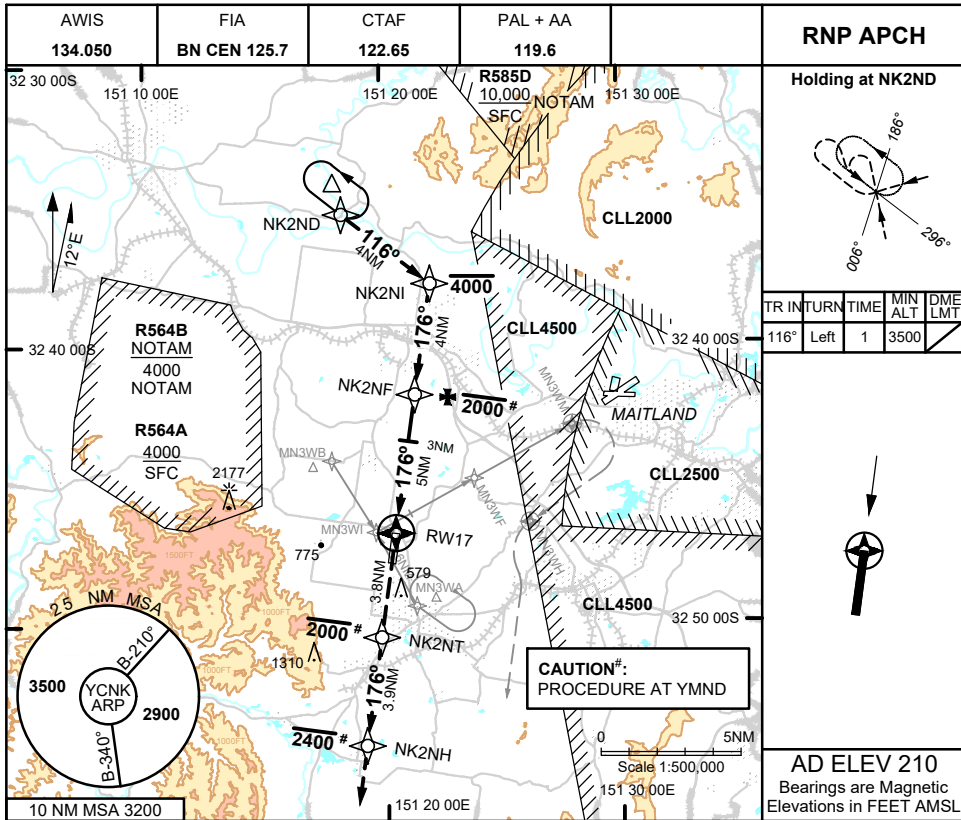 AWIS
134.050
FIA
BN CEN 125.7
CTAF
122.65
PAL + AA
119.6
RNP APCH
32 30 00S
151 10 00E
151 20 00E
151 30 00E
R585D
10,000
SFC
NOTAM
Holding at NK2ND
186°
296°
006°
TR IN
TURN
TIME
MIN ALT
DME LMT
116°
Left
1
3500
12°E
NK2ND
116°
4NM
NK2NI
4000
CLL2000
CLL4500
176°
4NM
32 40 00S
32 40 00S
R564B
NOTAM
4000
NOTAM
R564A
4000
SFC
2177
NK2NF
2000 #
MN3WM
MAITLAND
CLL2500
3NM
176°
5NM
MN3WB
MN3WF
MN3WI
RW17
MN3WH
775
579
MN3WA
3.8NM
1500FT
1000FT
1000FT
1000FT
CLL4500
32 50 00S
2000 #
NK2NT
1310
176°
3.9NM
2400 #
NK2NH
25 NM MSA
B-210°
3500
YCNK
ARP
2900
B-340°
10 NM MSA 3200
CAUTION#:
PROCEDURE AT YMND
0
5NM
Scale 1:500,000
151 20 00E
151 30 00E
AD ELEV 210
Bearings are Magnetic
Elevations in FEET AMSL